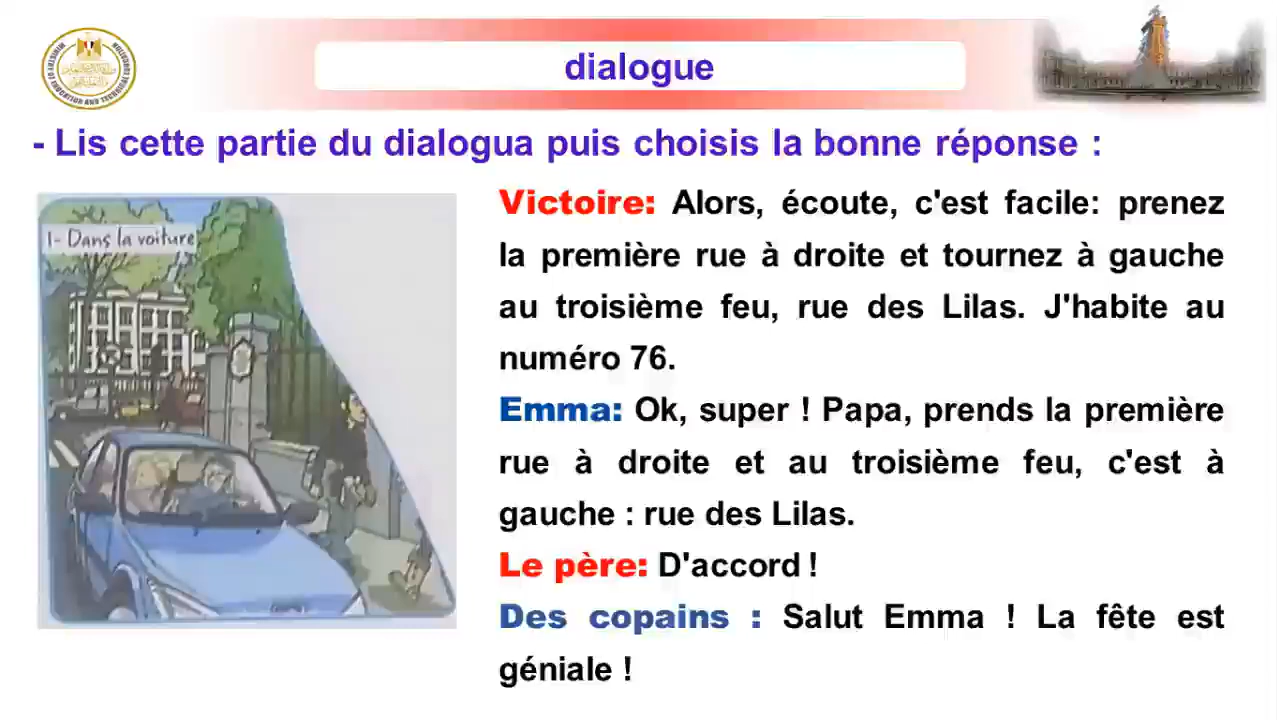 dialogue
- Lis cette partie du dialogua puis choisis la bonne réponse :
1- Dans la voiture
Victoire: Alors, écoute, c'est facile: prenez
la première rue à droite et tournez à gauche
au troisième feu, rue des Lilas. J'habite au
numéro 76.
Emma: Ok, super ! Papa, prends la première
rue à droite et au troisième feu, c'est à
gauche : rue des Lilas.
Le père: D'accord !
Des copains : Salut Emma ! La fête est
géniale !